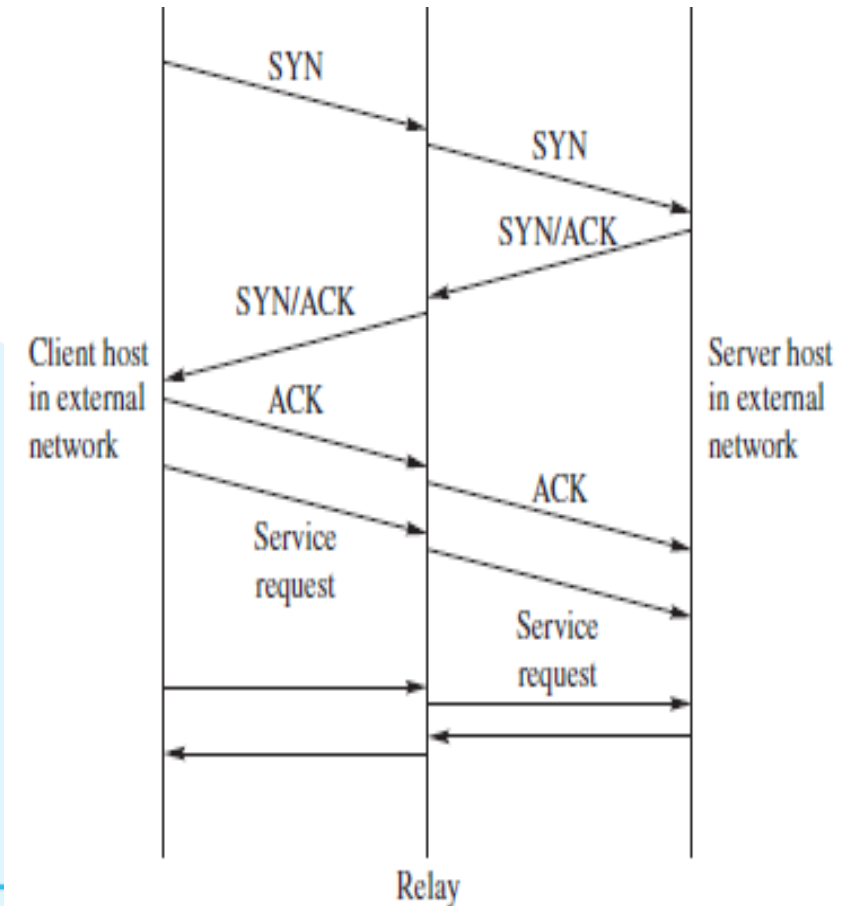 SYN
SYN
SYN/ACK
SYN/ACK
Client host
in external
network
Server host
in external
network
ACK
ACK
Service
request
Service
request
Relay